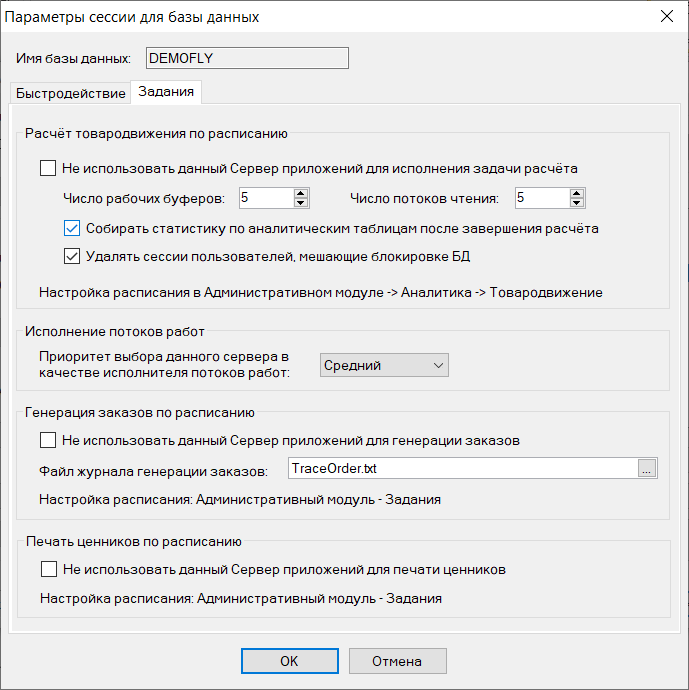 Параметры сессии для базы данных
Имя базы данных: DEMOFLY
Быстродействие Задания
Расчёт товародвижения по расписанию
Не использовать данный Сервер приложений для исполнения задачи расчёта
Число рабочих буферов: 5 Число потоков чтения: 5
Собирать статистику по аналитическим таблицам после завершения расчёта
Удалять сессии пользователей, мешающие блокировке БД
Настройка расписания в Административном модуле -> Аналитика -> Товародвижение
Исполнение потоков работ
Приоритет выбора данного сервера в
качестве исполнителя потоков работ: Средний
Генерация заказов по расписанию
Не использовать данный Сервер приложений для генерации заказов
Файл журнала генерации заказов: TraceOrder.txt ...
Настройка расписания: Административный модуль - Задания
Печать ценников по расписанию
Не использовать данный Сервер приложений для печати ценников
Настройка расписания: Административный модуль - Задания
OK Отмена